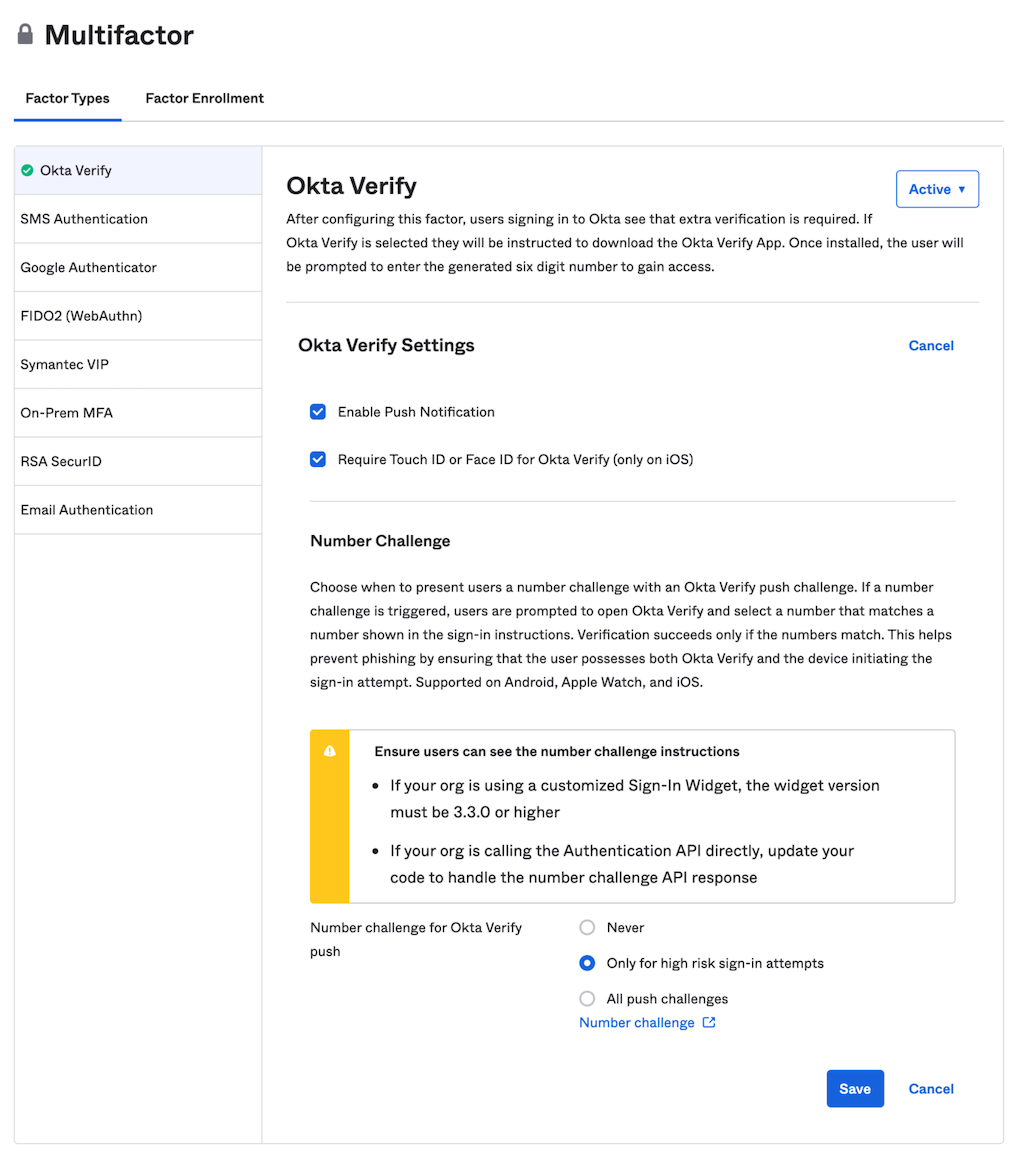 Multifactor
Factor Types
Factor Enrollment
Okta Verify
SMS Authentication
Google Authenticator
FIDO2 (WebAuthn)
Symantec VIP
On-Prem MFA
RSA SecurID
Email Authentication
Okta Verify
Active ▼
After configuring this factor, users signing in to Okta see that extra verification is required. If
Okta Verify is selected they will be instructed to download the Okta Verify App. Once installed, the user will
be prompted to enter the generated six digit number to gain access.
Okta Verify Settings
Cancel
Enable Push Notification
Require Touch ID or Face ID for Okta Verify (only on iOS)
Number Challenge
Choose when to present users a number challenge with an Okta Verify push challenge. If a number
challenge is triggered, users are prompted to open Okta Verify and select a number that matches a
number shown in the sign-in instructions. Verification succeeds only if the numbers match. This helps
prevent phishing by ensuring that the user possesses both Okta Verify and the device initiating the
sign-in attempt. Supported on Android, Apple Watch, and iOS.
Ensure users can see the number challenge instructions
• If your org is using a customized Sign-In Widget, the widget version
must be 3.3.0 or higher
• If your org is calling the Authentication API directly, update your
code to handle the number challenge API response
Number challenge for Okta Verify
push
Never
Only for high risk sign-in attempts
All push challenges
Number challenge
Save
Cancel